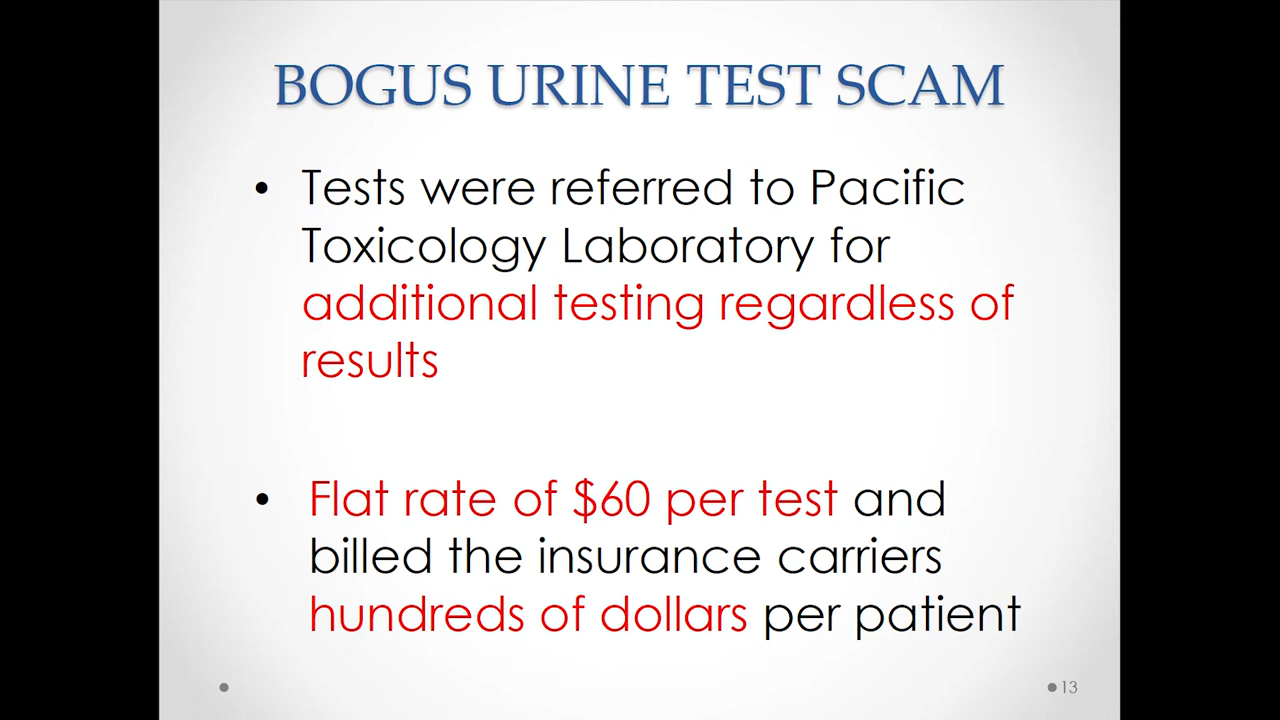 BOGUS URINE TEST SCAM
• Tests were referred to Pacific
Toxicology Laboratory for
additional testing regardless of
results
• Flat rate of $60 per test and
billed the insurance carriers
hundreds of dollars per patient
13